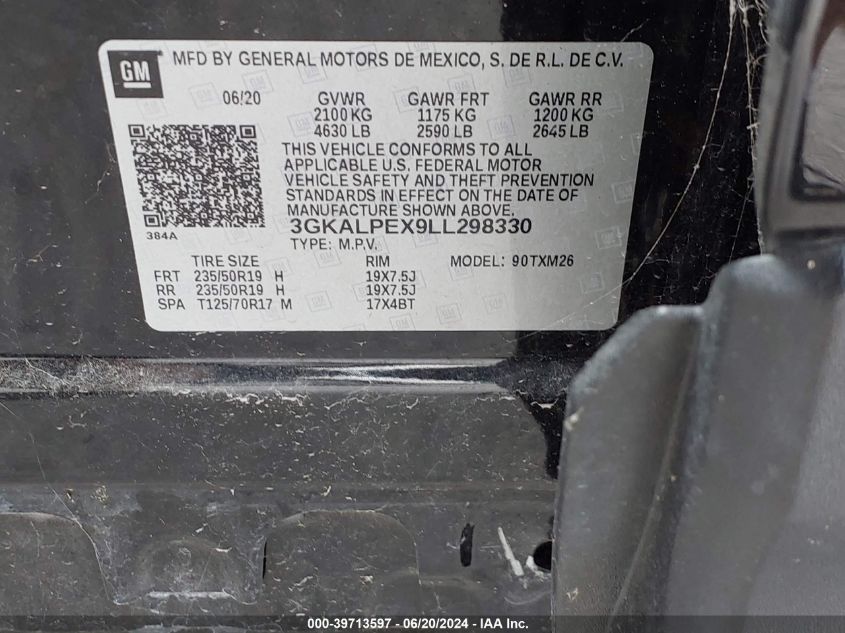 GM
MFD BY GENERAL MOTORS DE MEXICO, S. DE R.L. DE C.V.
06/20 GVWR GAWR FRT GAWR RR
2100 KG 1175 KG 1200 KG
4630 LB 2590 LB 2645 LB
THIS VEHICLE CONFORMS TO ALL
APPLICABLE U.S. FEDERAL MOTOR
VEHICLE SAFETY AND THEFT PREVENTION
STANDARDS IN EFFECT ON THE DATE OF
MANUFACTURE SHOWN ABOVE.
384A
3GKALPEX9LL298330
TYPE: M.P.V.
TIRE SIZE RIM MODEL: 90TXM26
FRT 235/50R19 H 19X7.5J
RR 235/50R19 H 19X7.5J
SPA T125/70R17 M 17X4BT
000-39713597 - 06/20/2024 - IAA Inc.